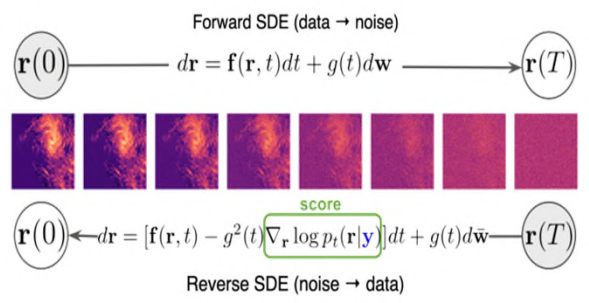 Forward SDE (data → noise)
r(0) dr = f(r, t)dt + g(t)dw r(T)
score
r(0) dr = [f(r, t) − g²(t)∇r log pt(r|y)]dt + g(t)dw̄ r(T)
Reverse SDE (noise → data)